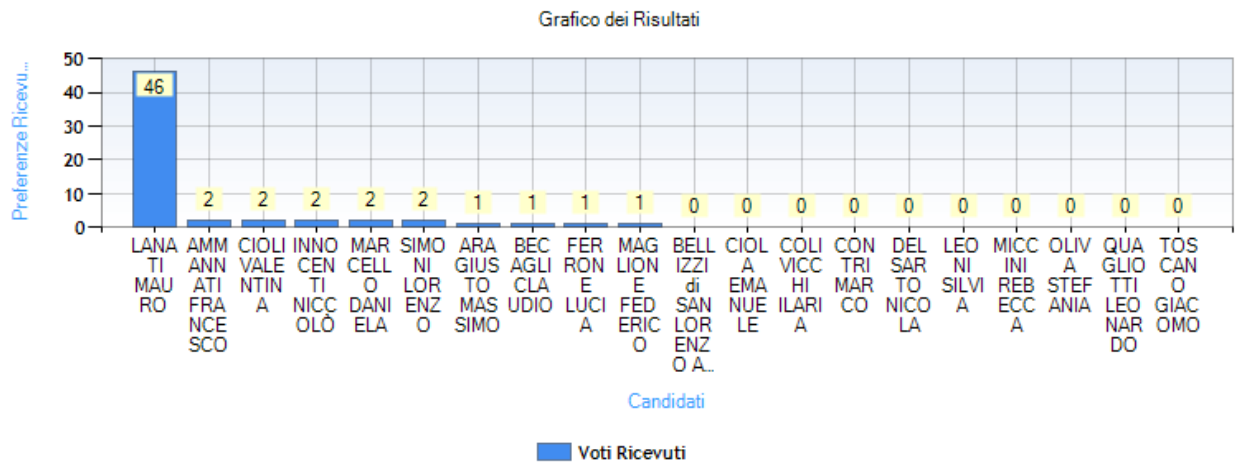 Grafico dei Risultati
Preferenze Ricevu...
50
40
30
20
10
0
46
2
2
2
2
2
1
1
1
1
0
0
0
0
0
0
0
0
0
0
LANA
TI
MAU
RO
AMM
ANN
ATI
FRA
NCE
SCO
CIOLI
VALE
NTIN
A
INNO
CEN
TI
NICC
OLÒ
MAR
CELL
O
DANI
ELA
SIMO
NI
LOR
ENZ
O
ARA
GIUS
TO
MAS
SIMO
BEC
AGLI
CLA
UDIO
FER
RON
E
LUCI
A
MAG
LION
E
FED
ERIC
O
BELL
IZZI
di
SAN
LOR
ENZ
O A...
CIOL
A
EMA
NUE
LE
COLI
VICC
HI
ILARI
A
CON
TRI
MAR
CO
DEL
SAR
TO
NICO
LA
LEO
NI
SILVI
A
MICC
INI
REB
ECC
A
OLIV
A
STEF
ANIA
QUA
GLIO
TTI
LEO
NAR
DO
TOS
CAN
O
GIAC
OMO
Candidati
Voti Ricevuti